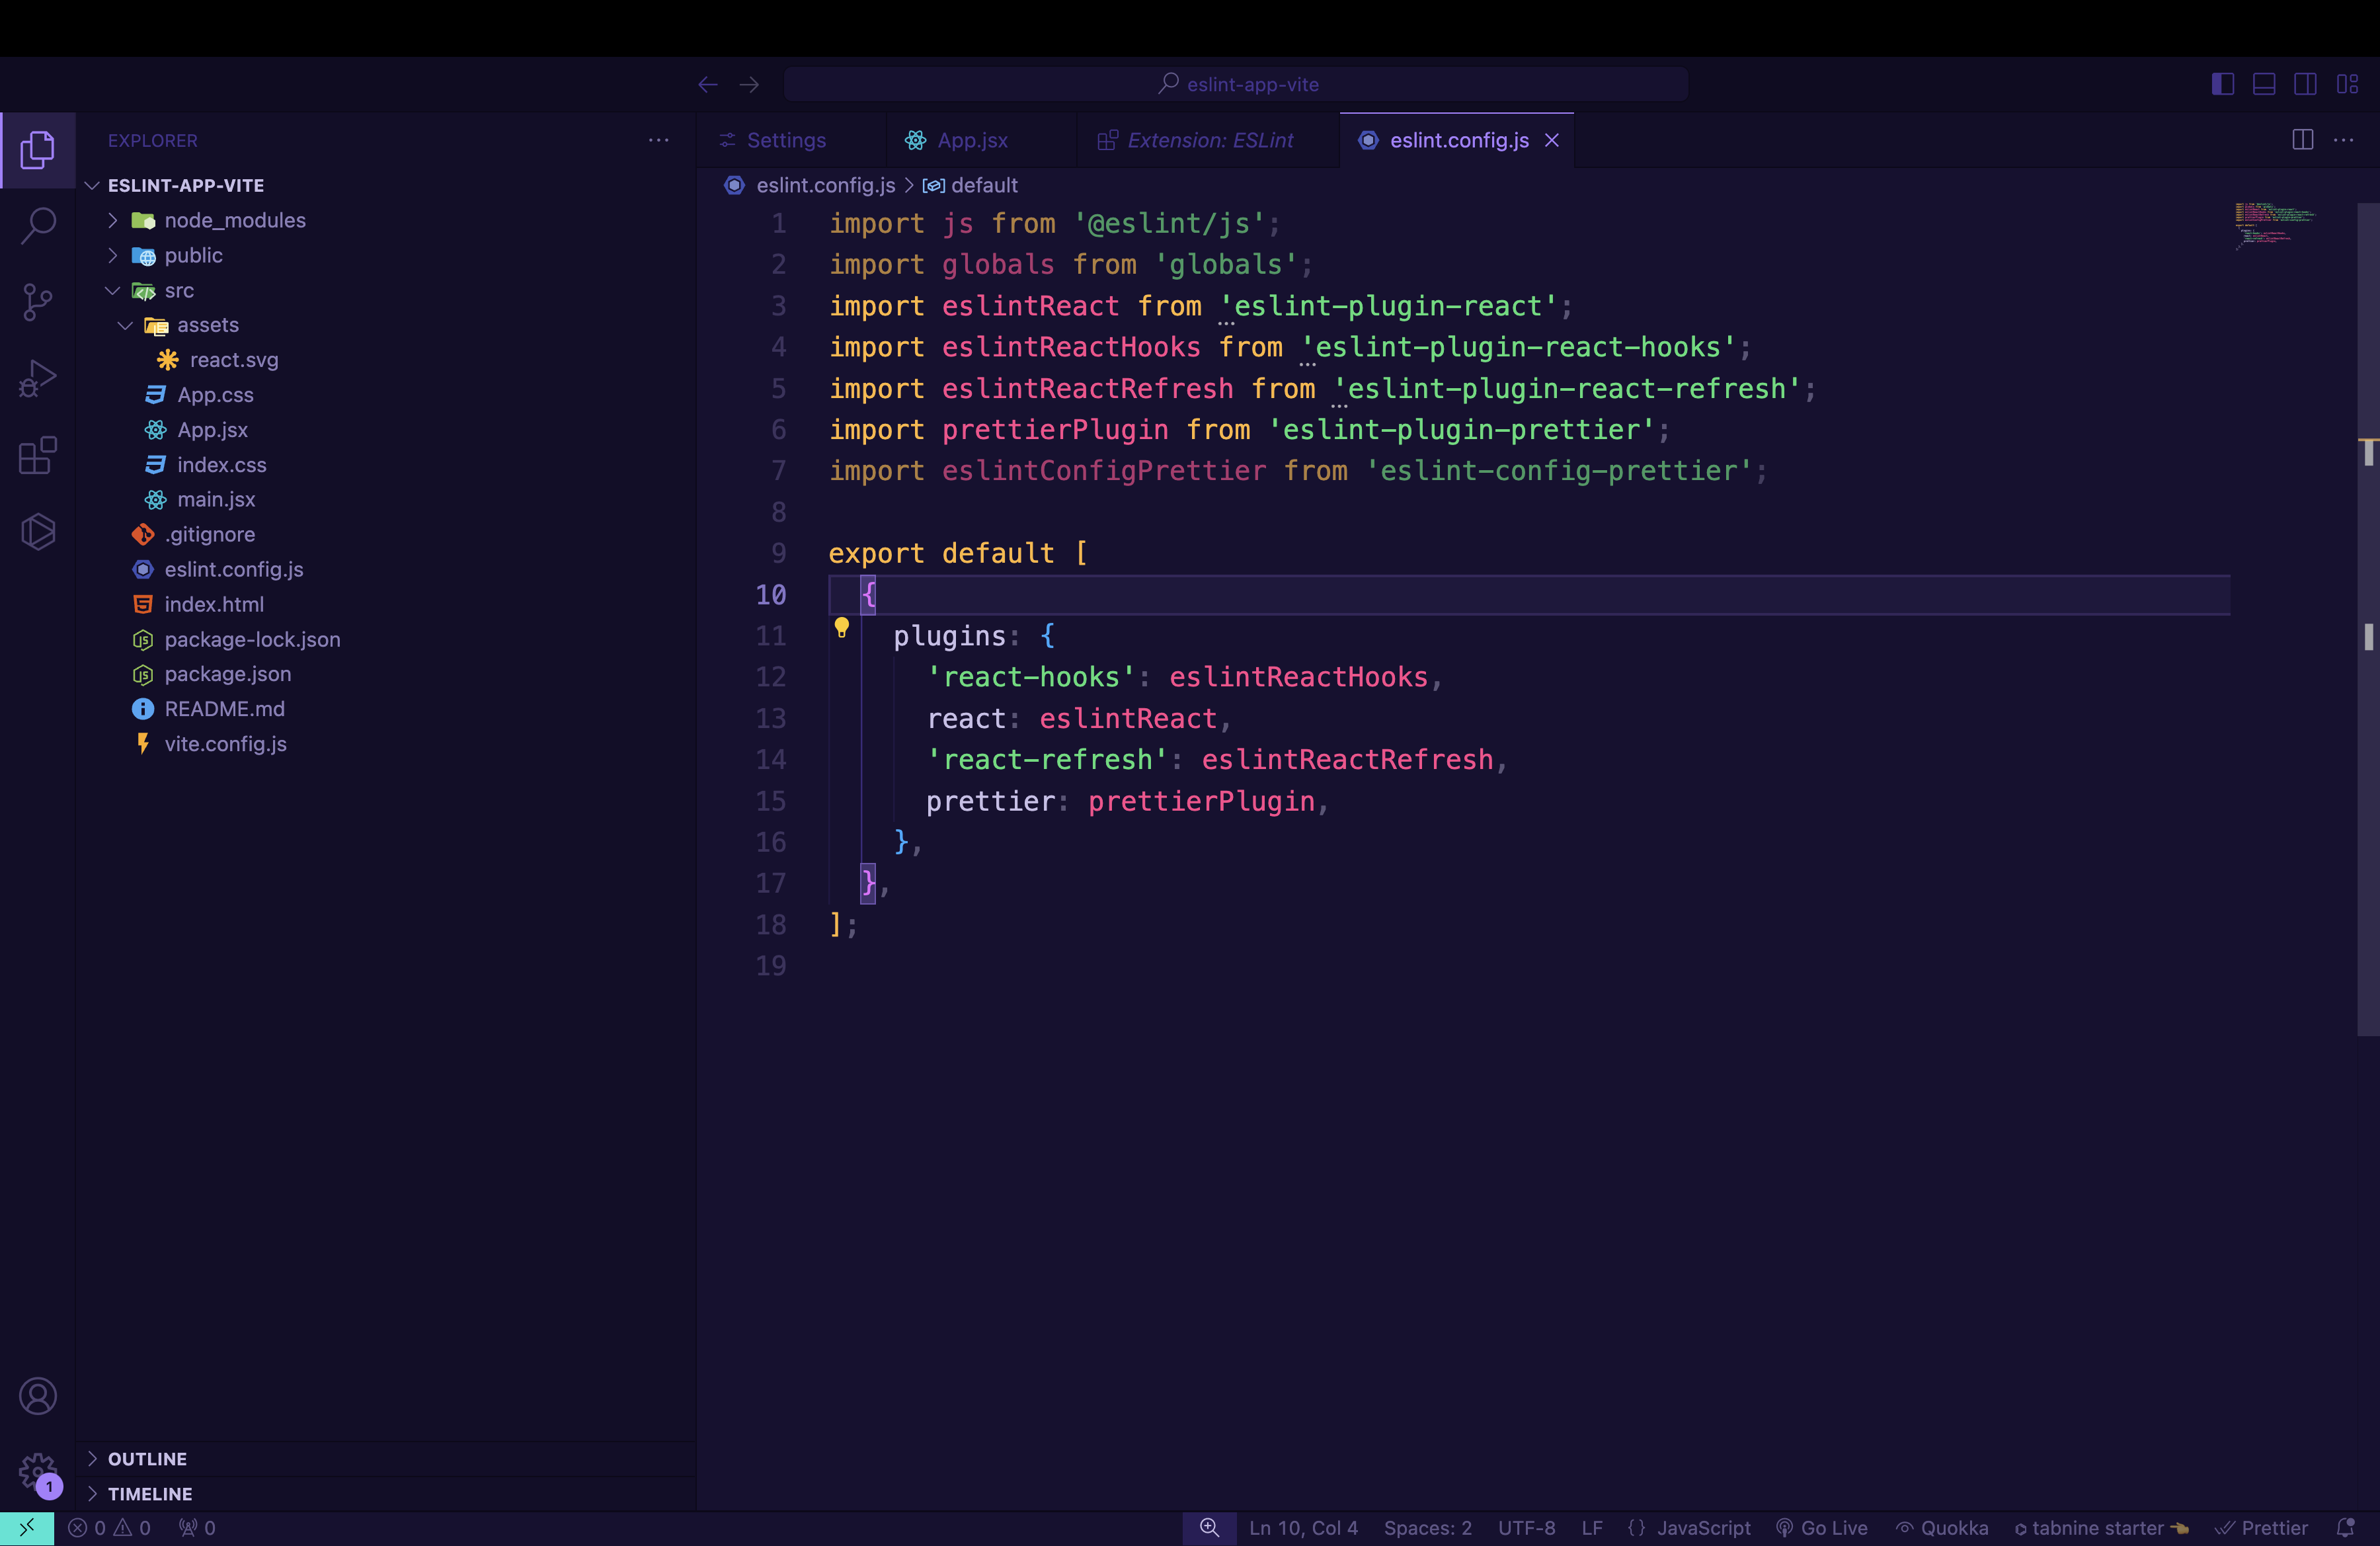 eslint-app-vite
EXPLORER
Settings
App.jsx
Extension: ESLint
eslint.config.js
ESLINT-APP-VITE
node_modules
public
src
assets
react.svg
App.css
App.jsx
index.css
main.jsx
.gitignore
eslint.config.js
index.html
package-lock.json
package.json
README.md
vite.config.js
OUTLINE
TIMELINE
1
eslint.config.js > default
1 import js from '@eslint/js';
2 import globals from 'globals';
3 import eslintReact from 'eslint-plugin-react';
4 import eslintReactHooks from 'eslint-plugin-react-hooks';
5 import eslintReactRefresh from 'eslint-plugin-react-refresh';
6 import prettierPlugin from 'eslint-plugin-prettier';
7 import eslintConfigPrettier from 'eslint-config-prettier';
8
9 export default [
10 {
11 plugins: {
12 'react-hooks': eslintReactHooks,
13 react: eslintReact,
14 'react-refresh': eslintReactRefresh,
15 prettier: prettierPlugin,
16 },
17 },
18 ];
19
0 0 0 Ln 10, Col 4 Spaces: 2 UTF-8 LF {} JavaScript Go Live Quokka tabnine starter Prettier